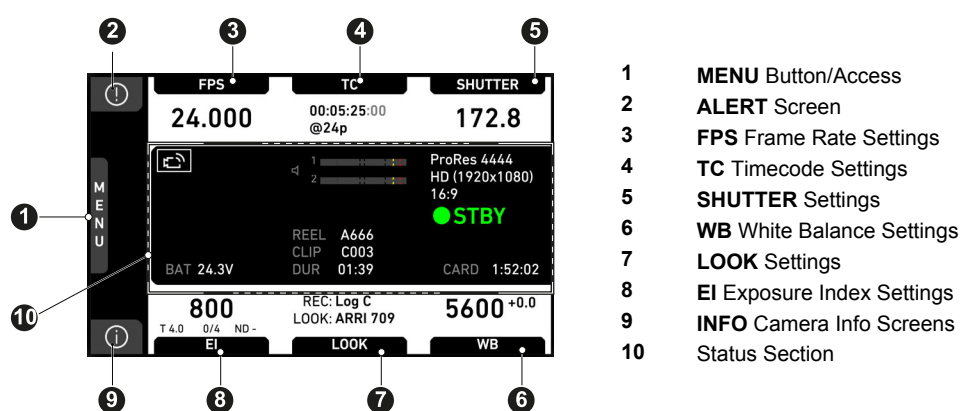 2
3
4
5
FPS
TC
SHUTTER
24.000
00:05:25:00
@24p
172.8
1
2
ProRes 4444
HD (1920x1080)
16:9
STBY
MENU
1
REEL A666
CLIP C003
DUR 01:39
BAT 24.3V
CARD 1:52:02
10
800
T 4.0 0/4 ND -
REC: Log C
LOOK: ARRI 709
5600 +0.0
EI
LOOK
WB
9
8
7
6
1 MENU Button/Access
2 ALERT Screen
3 FPS Frame Rate Settings
4 TC Timecode Settings
5 SHUTTER Settings
6 WB White Balance Settings
7 LOOK Settings
8 EI Exposure Index Settings
9 INFO Camera Info Screens
10 Status Section